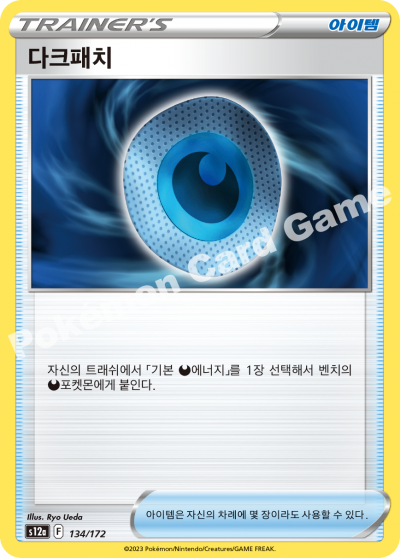 TRAINER'S
아이템
다크패치
Pokémon Card Game
자신의 트래쉬에서 「기본 에너지」를 1장 선택해서 벤치의
포켓몬에게 붙인다.
Illus. Ryo Ueda
아이템은 자신의 차례에 몇 장이라도 사용할 수 있다.
s12a F 134/172
©2023 Pokémon/Nintendo/Creatures/GAME FREAK.